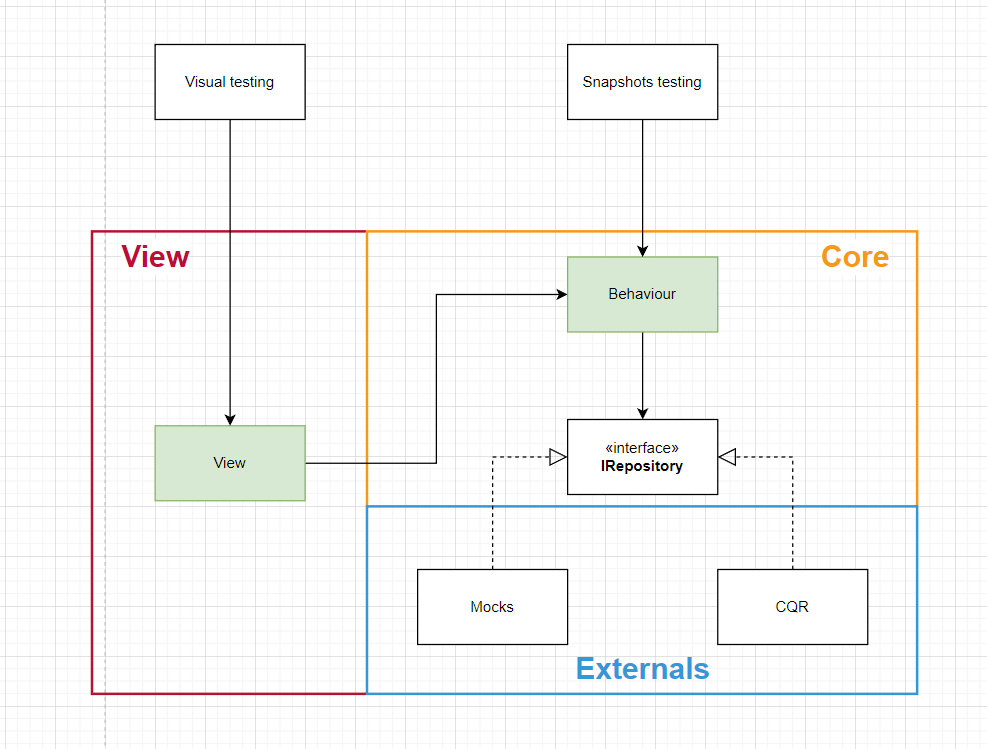 Visual testing
Snapshots testing
View
Core
Behaviour
View
«interface»
IRepository
Mocks
CQR
Externals